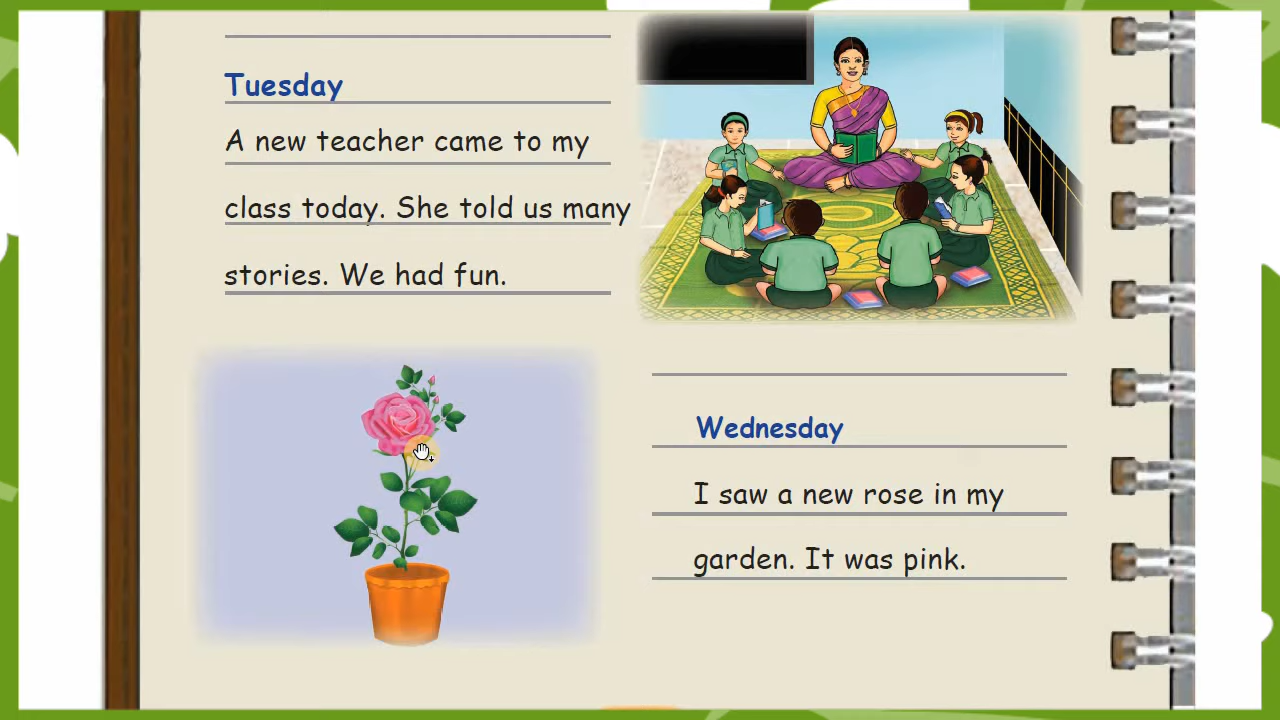 Tuesday
A new teacher came to my
class today. She told us many
stories. We had fun.
Wednesday
I saw a new rose in my
garden. It was pink.